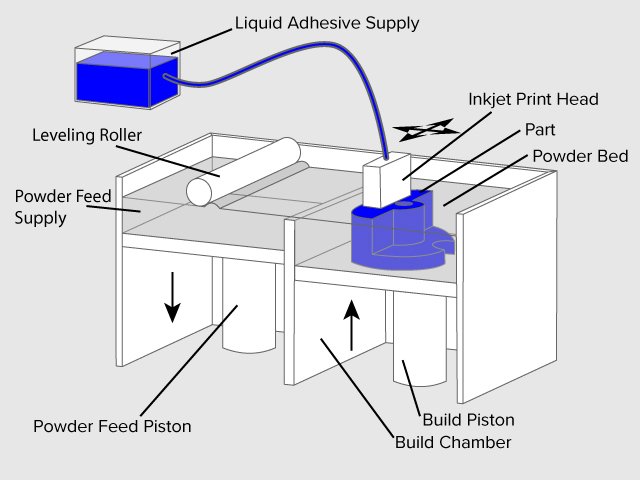 Liquid Adhesive Supply
Inkjet Print Head
Part
Powder Bed
Leveling Roller
Powder Feed
Supply
Powder Feed Piston
Build Piston
Build Chamber